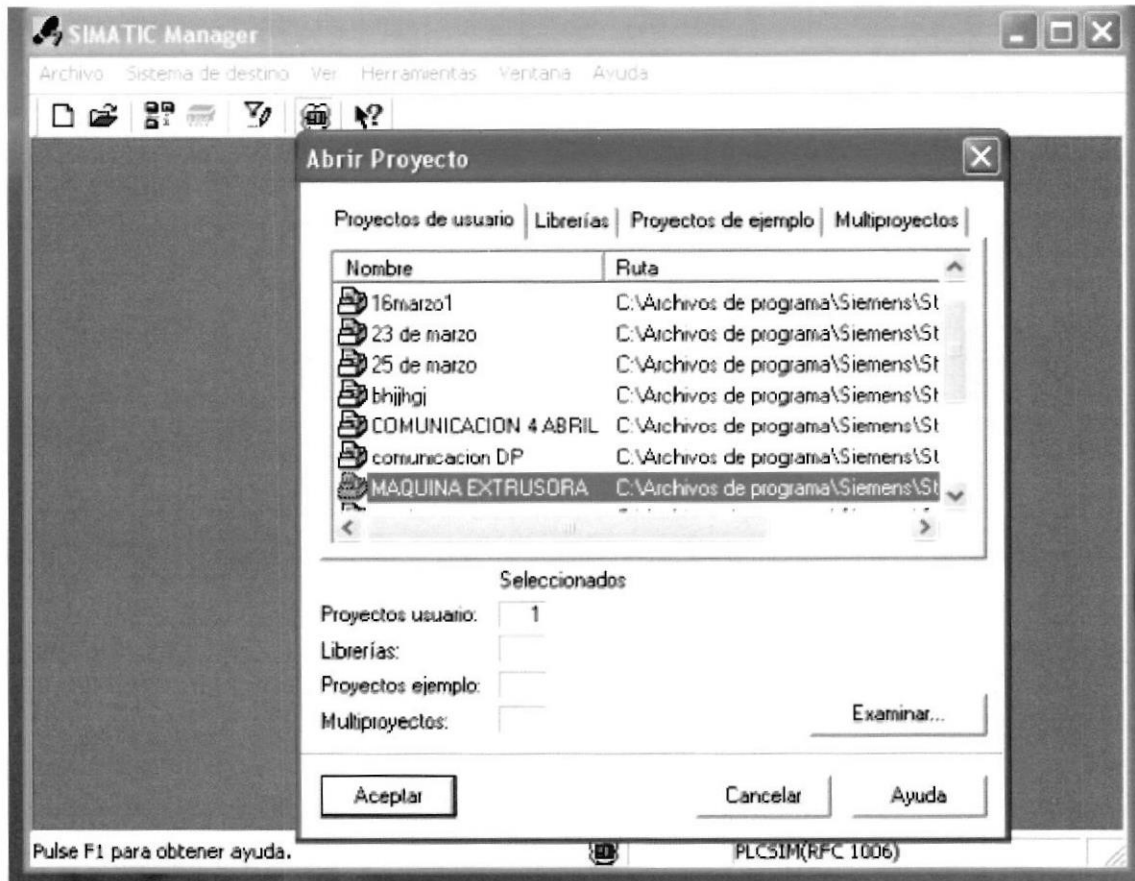 SIMATIC Manager
Archivo Sistema de destino Ver Herramientas Ventana Ayuda
Abrir Proyecto
Proyectos de usuario Librerías Proyectos de ejemplo Multiproyectos
Nombre Ruta
16marzo1 C:\Archivos de programa\Siemens\St
23 de marzo C:\Archivos de programa\Siemens\St
25 de marzo C:\Archivos de programa\Siemens\St
bhjjhgj C:\Archivos de programa\Siemens\St
COMUNICACION 4 ABRIL C:\Archivos de programa\Siemens\St
comunicacion DP C:\Archivos de programa\Siemens\St
MAQUINA EXTRUSORA C:\Archivos de programa\Siemens\St
Seleccionados
Proyectos usuario: 1
Librerías:
Proyectos ejemplo:
Multiproyectos:
Examinar...
Aceptar Cancelar Ayuda
Pulse F1 para obtener ayuda. PLCSIM(RFC 1006)